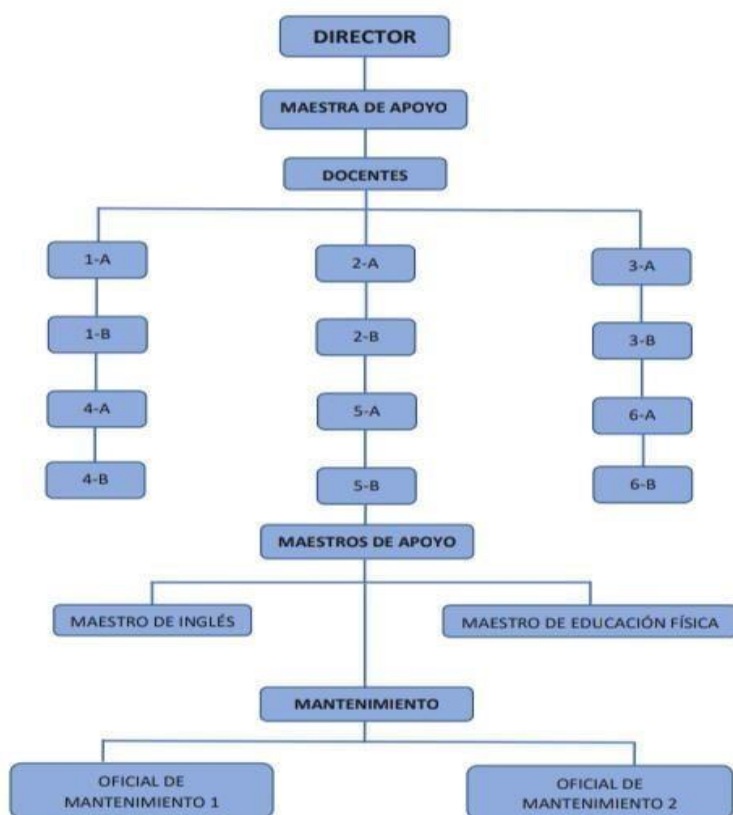 DIRECTOR
MAESTRA DE APOYO
DOCENTES
1-A
2-A
3-A
1-B
2-B
3-B
4-A
5-A
6-A
4-B
5-B
6-B
MAESTROS DE APOYO
MAESTRO DE INGLÉS
MAESTRO DE EDUCACIÓN FÍSICA
MANTENIMIENTO
OFICIAL DE
MANTENIMIENTO 1
OFICIAL DE
MANTENIMIENTO 2